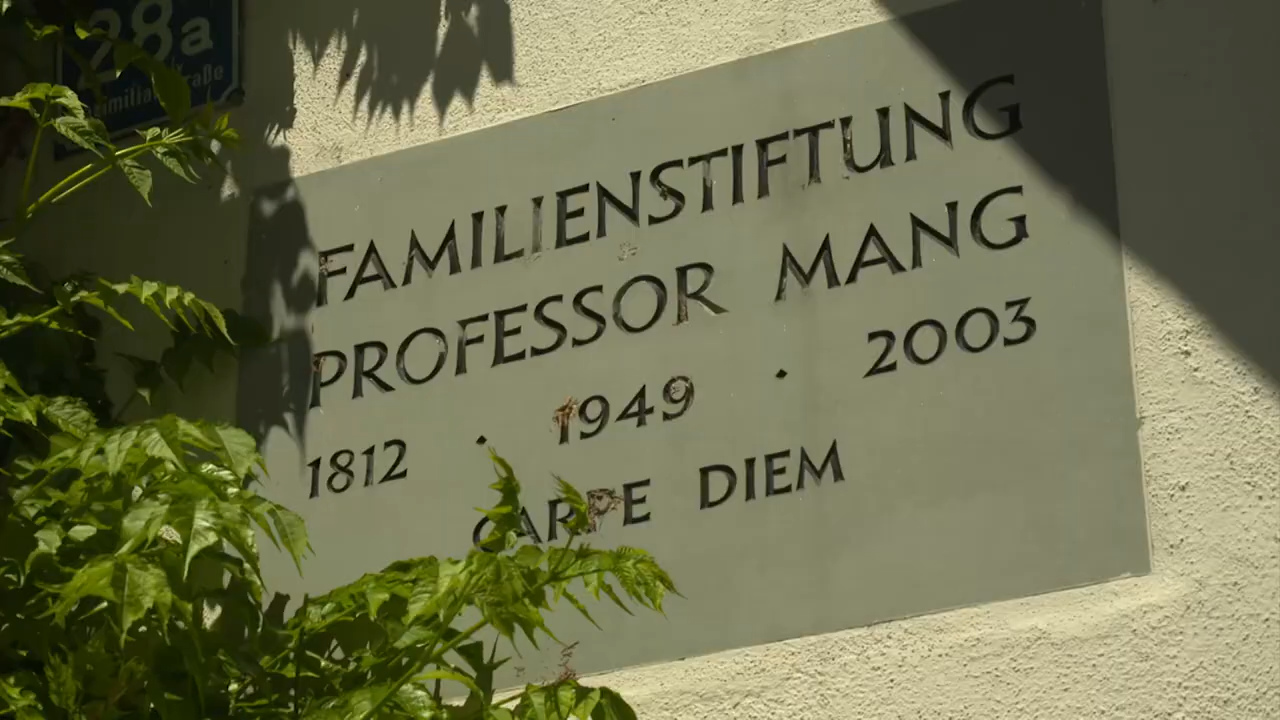 28a
FAMILIENSTIFTUNG
PROFESSOR MANG
1812 · 1949 · 2003
CARPE DIEM